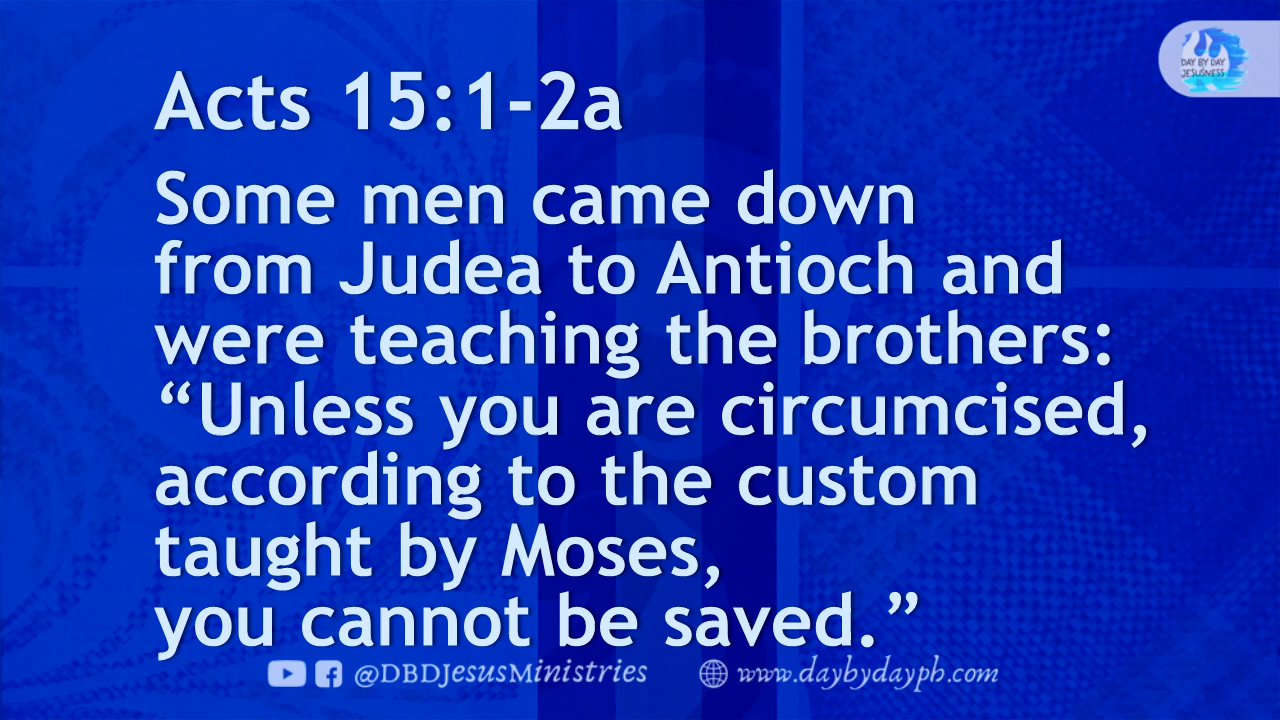 DAY BY DAY
JESUSNESS
Acts 15:1-2a
Some men came down
from Judea to Antioch and
were teaching the brothers:
“Unless you are circumcised,
according to the custom
taught by Moses,
you cannot be saved.”
@DBDJesusMinistries www.daybydayph.com